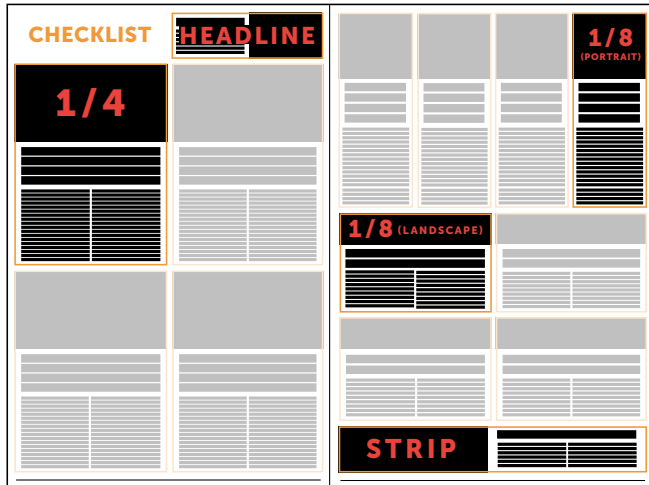 CHECKLIST
HEADLINE
1/4
1/8
(PORTRAIT)
1/8 (LANDSCAPE)
STRIP